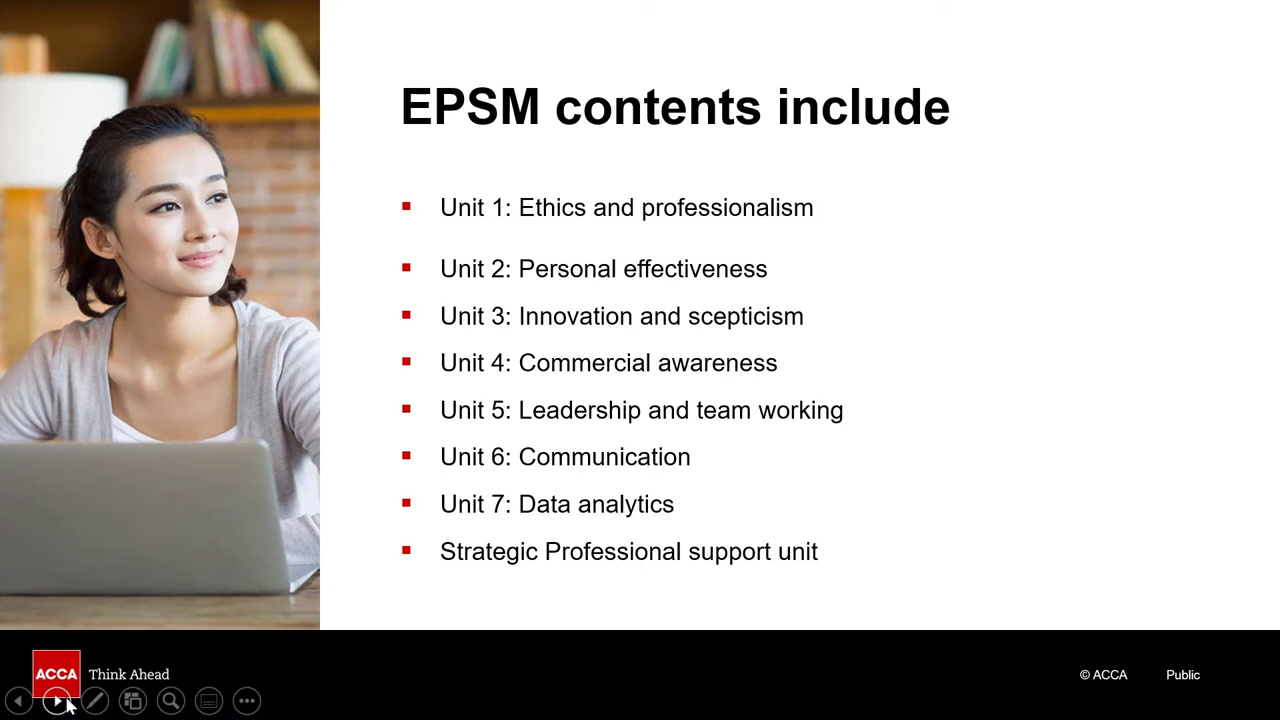 EPSM contents include
Unit 1: Ethics and professionalism
Unit 2: Personal effectiveness
Unit 3: Innovation and scepticism
Unit 4: Commercial awareness
Unit 5: Leadership and team working
Unit 6: Communication
Unit 7: Data analytics
Strategic Professional support unit
ACCA Think Ahead
© ACCA Public